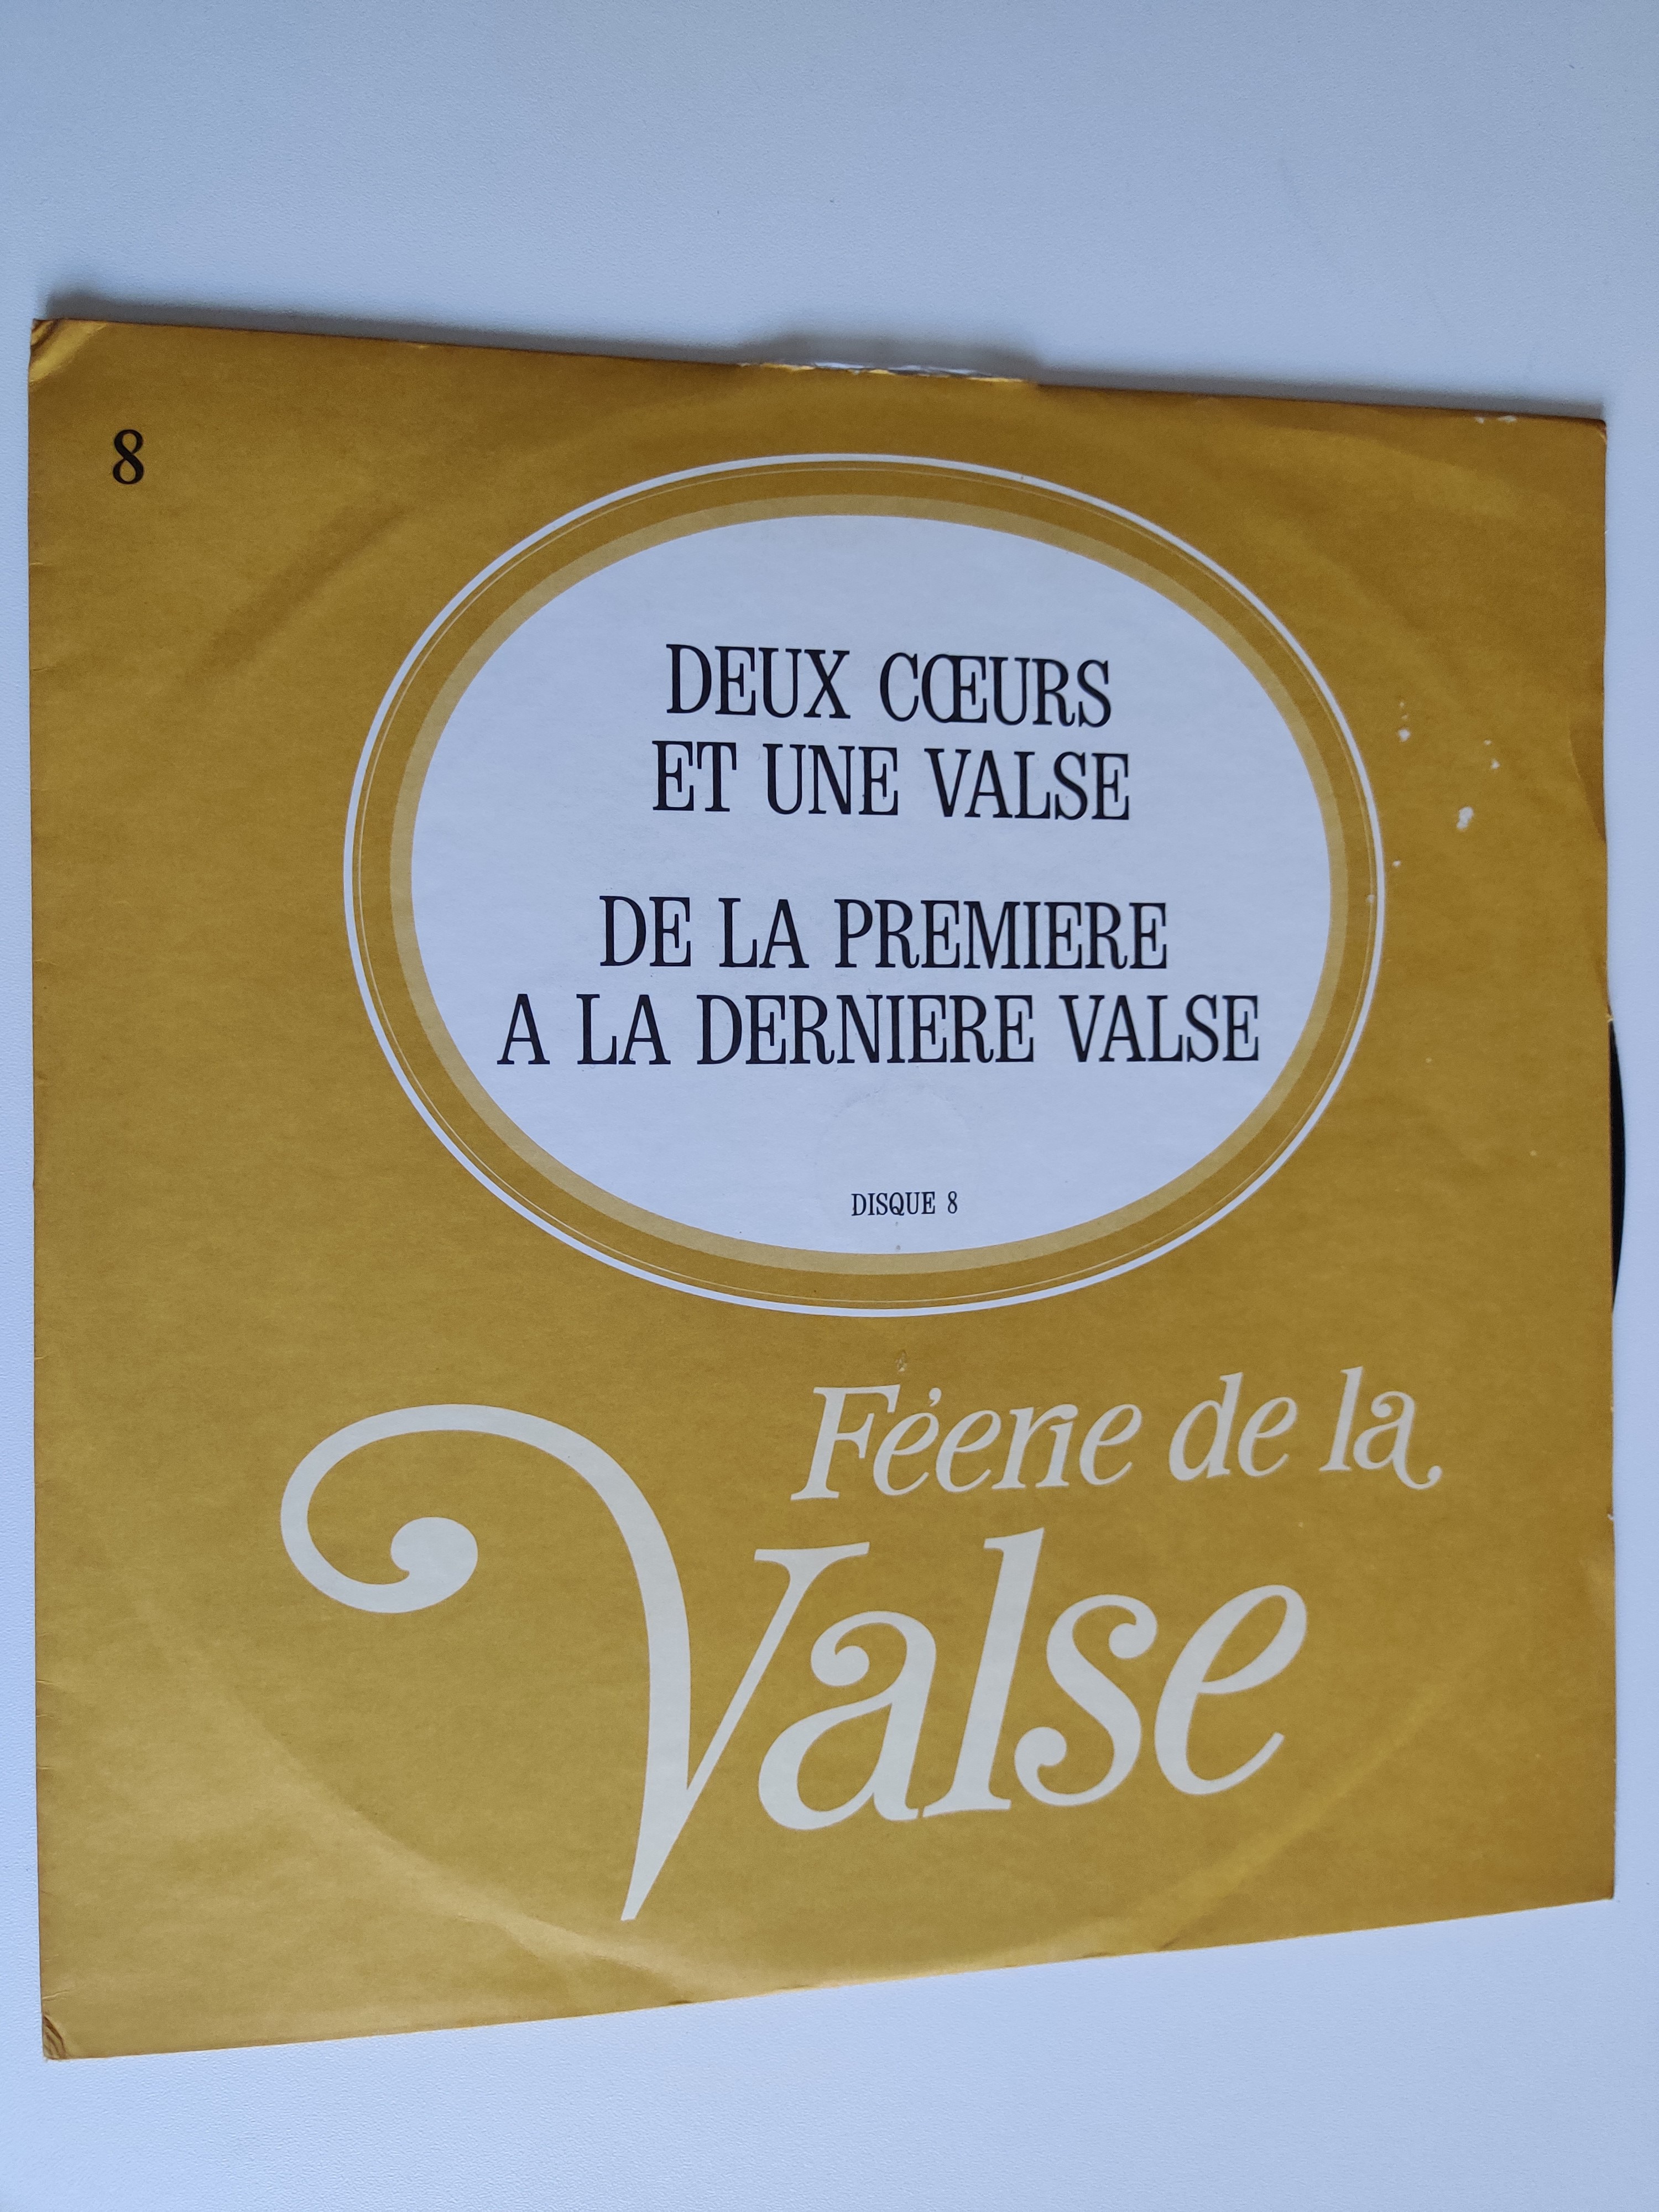 8
DEUX CŒURS
ET UNE VALSE
DE LA PREMIERE
A LA DERNIERE VALSE
DISQUE 8
Féerie de la
Valse